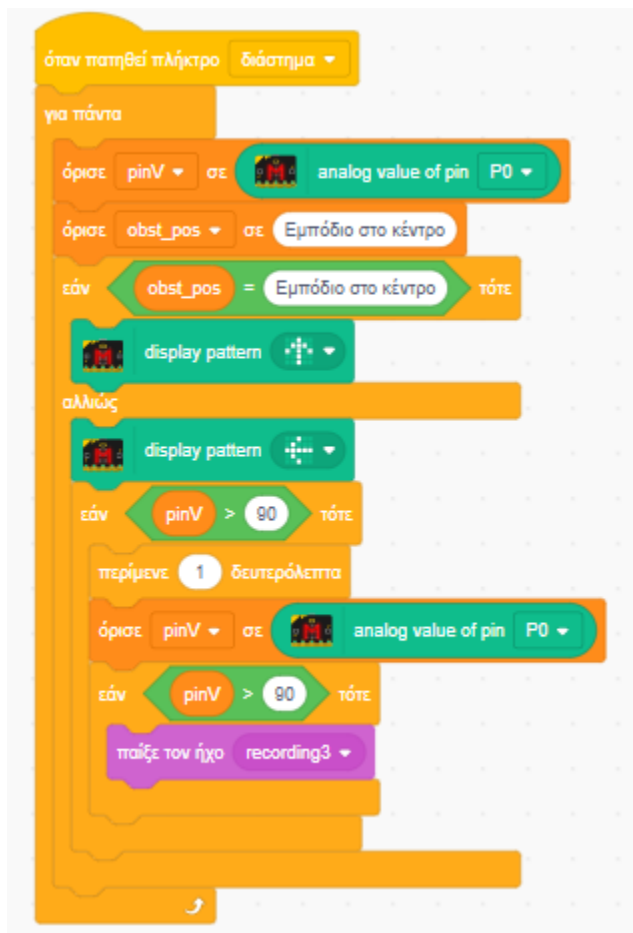 όταν πατηθεί πλήκτρο διάστημα
για πάντα
όρισε pinV σε analog value of pin P0
όρισε obst_pos σε Εμπόδιο στο κέντρο
εάν obst_pos = Εμπόδιο στο κέντρο τότε
display pattern
αλλιώς
display pattern
εάν pinV > 90 τότε
περίμενε 1 δευτερόλεπτα
όρισε pinV σε analog value of pin P0
εάν pinV > 90 τότε
παίξε τον ήχο recording3